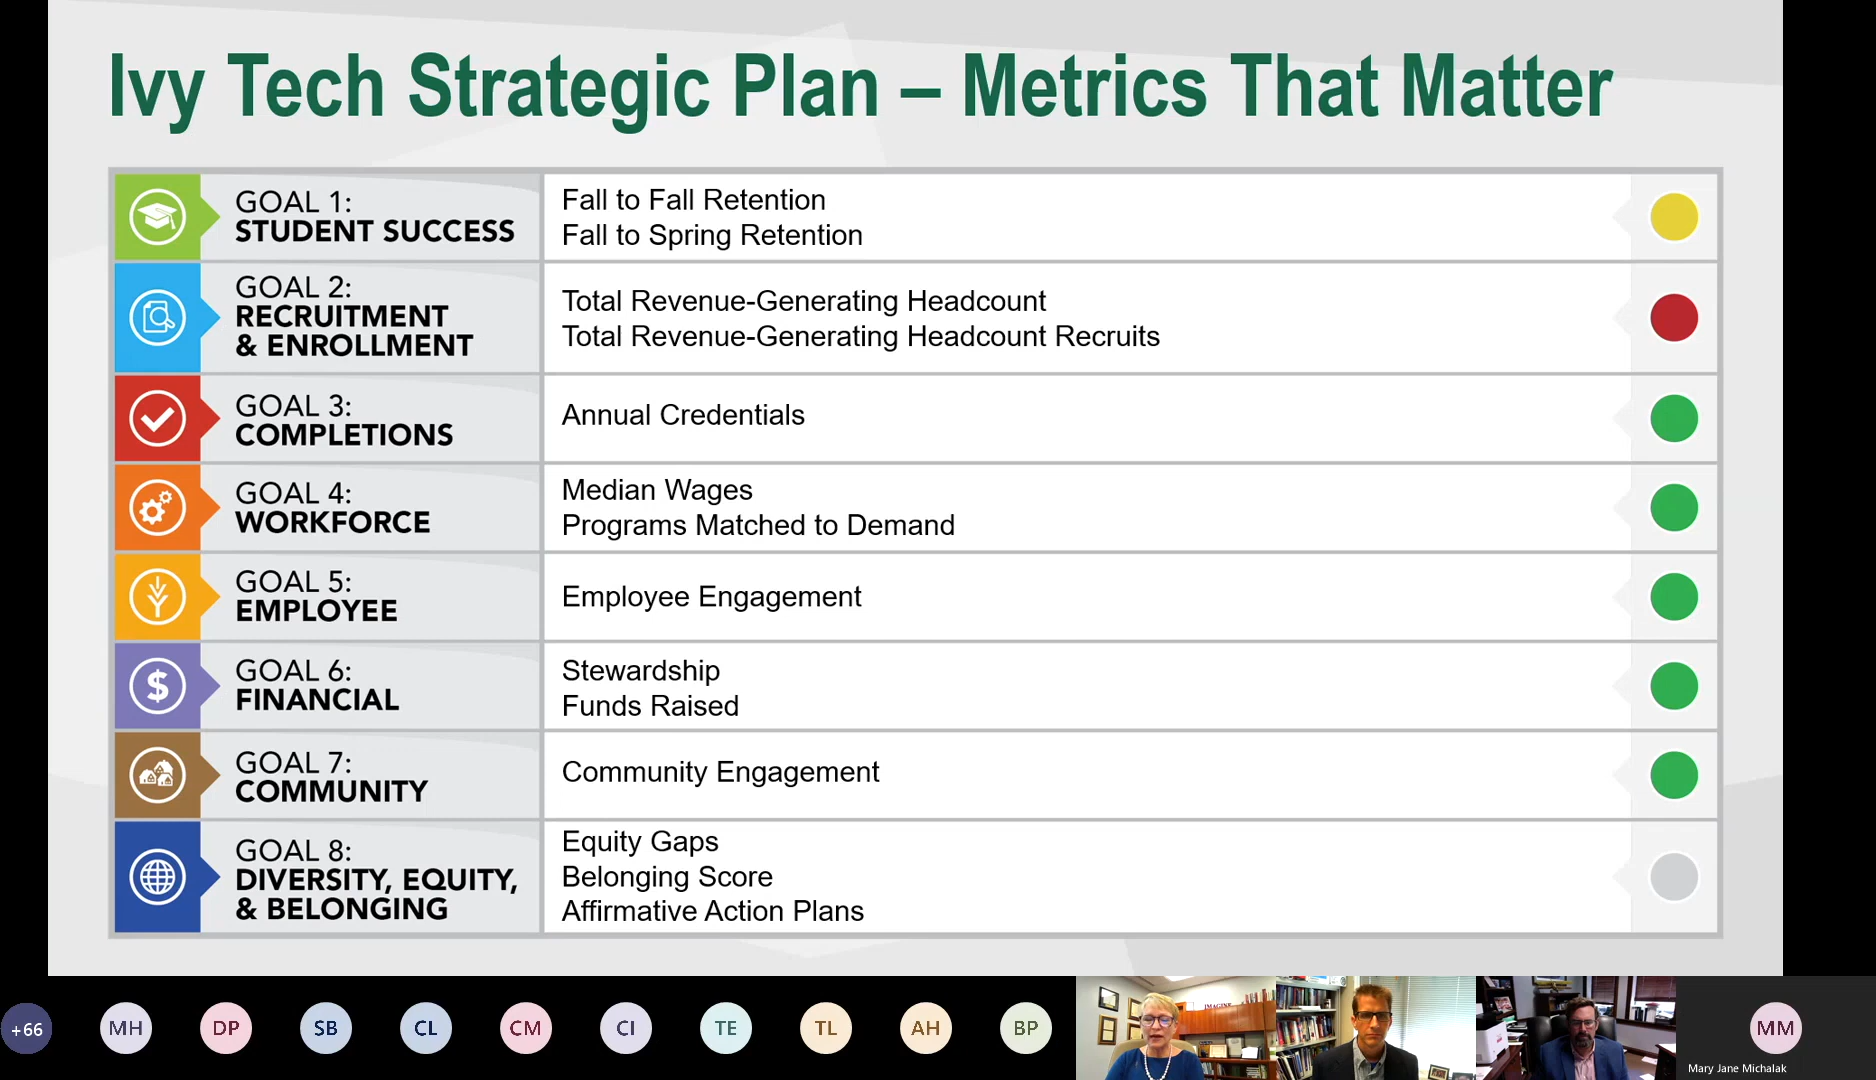 Ivy Tech Strategic Plan – Metrics That Matter
GOAL 1:
STUDENT SUCCESS
Fall to Fall Retention
Fall to Spring Retention
GOAL 2:
RECRUITMENT
& ENROLLMENT
Total Revenue-Generating Headcount
Total Revenue-Generating Headcount Recruits
GOAL 3:
COMPLETIONS
Annual Credentials
GOAL 4:
WORKFORCE
Median Wages
Programs Matched to Demand
GOAL 5:
EMPLOYEE
Employee Engagement
GOAL 6:
FINANCIAL
$
Stewardship
Funds Raised
GOAL 7:
COMMUNITY
Community Engagement
GOAL 8:
DIVERSITY, EQUITY,
& BELONGING
Equity Gaps
Belonging Score
Affirmative Action Plans
+66
MH
DP
SB
CL
CM
CI
TE
TL
AH
BP
IMAGINE
MM
Mary Jane Michalak